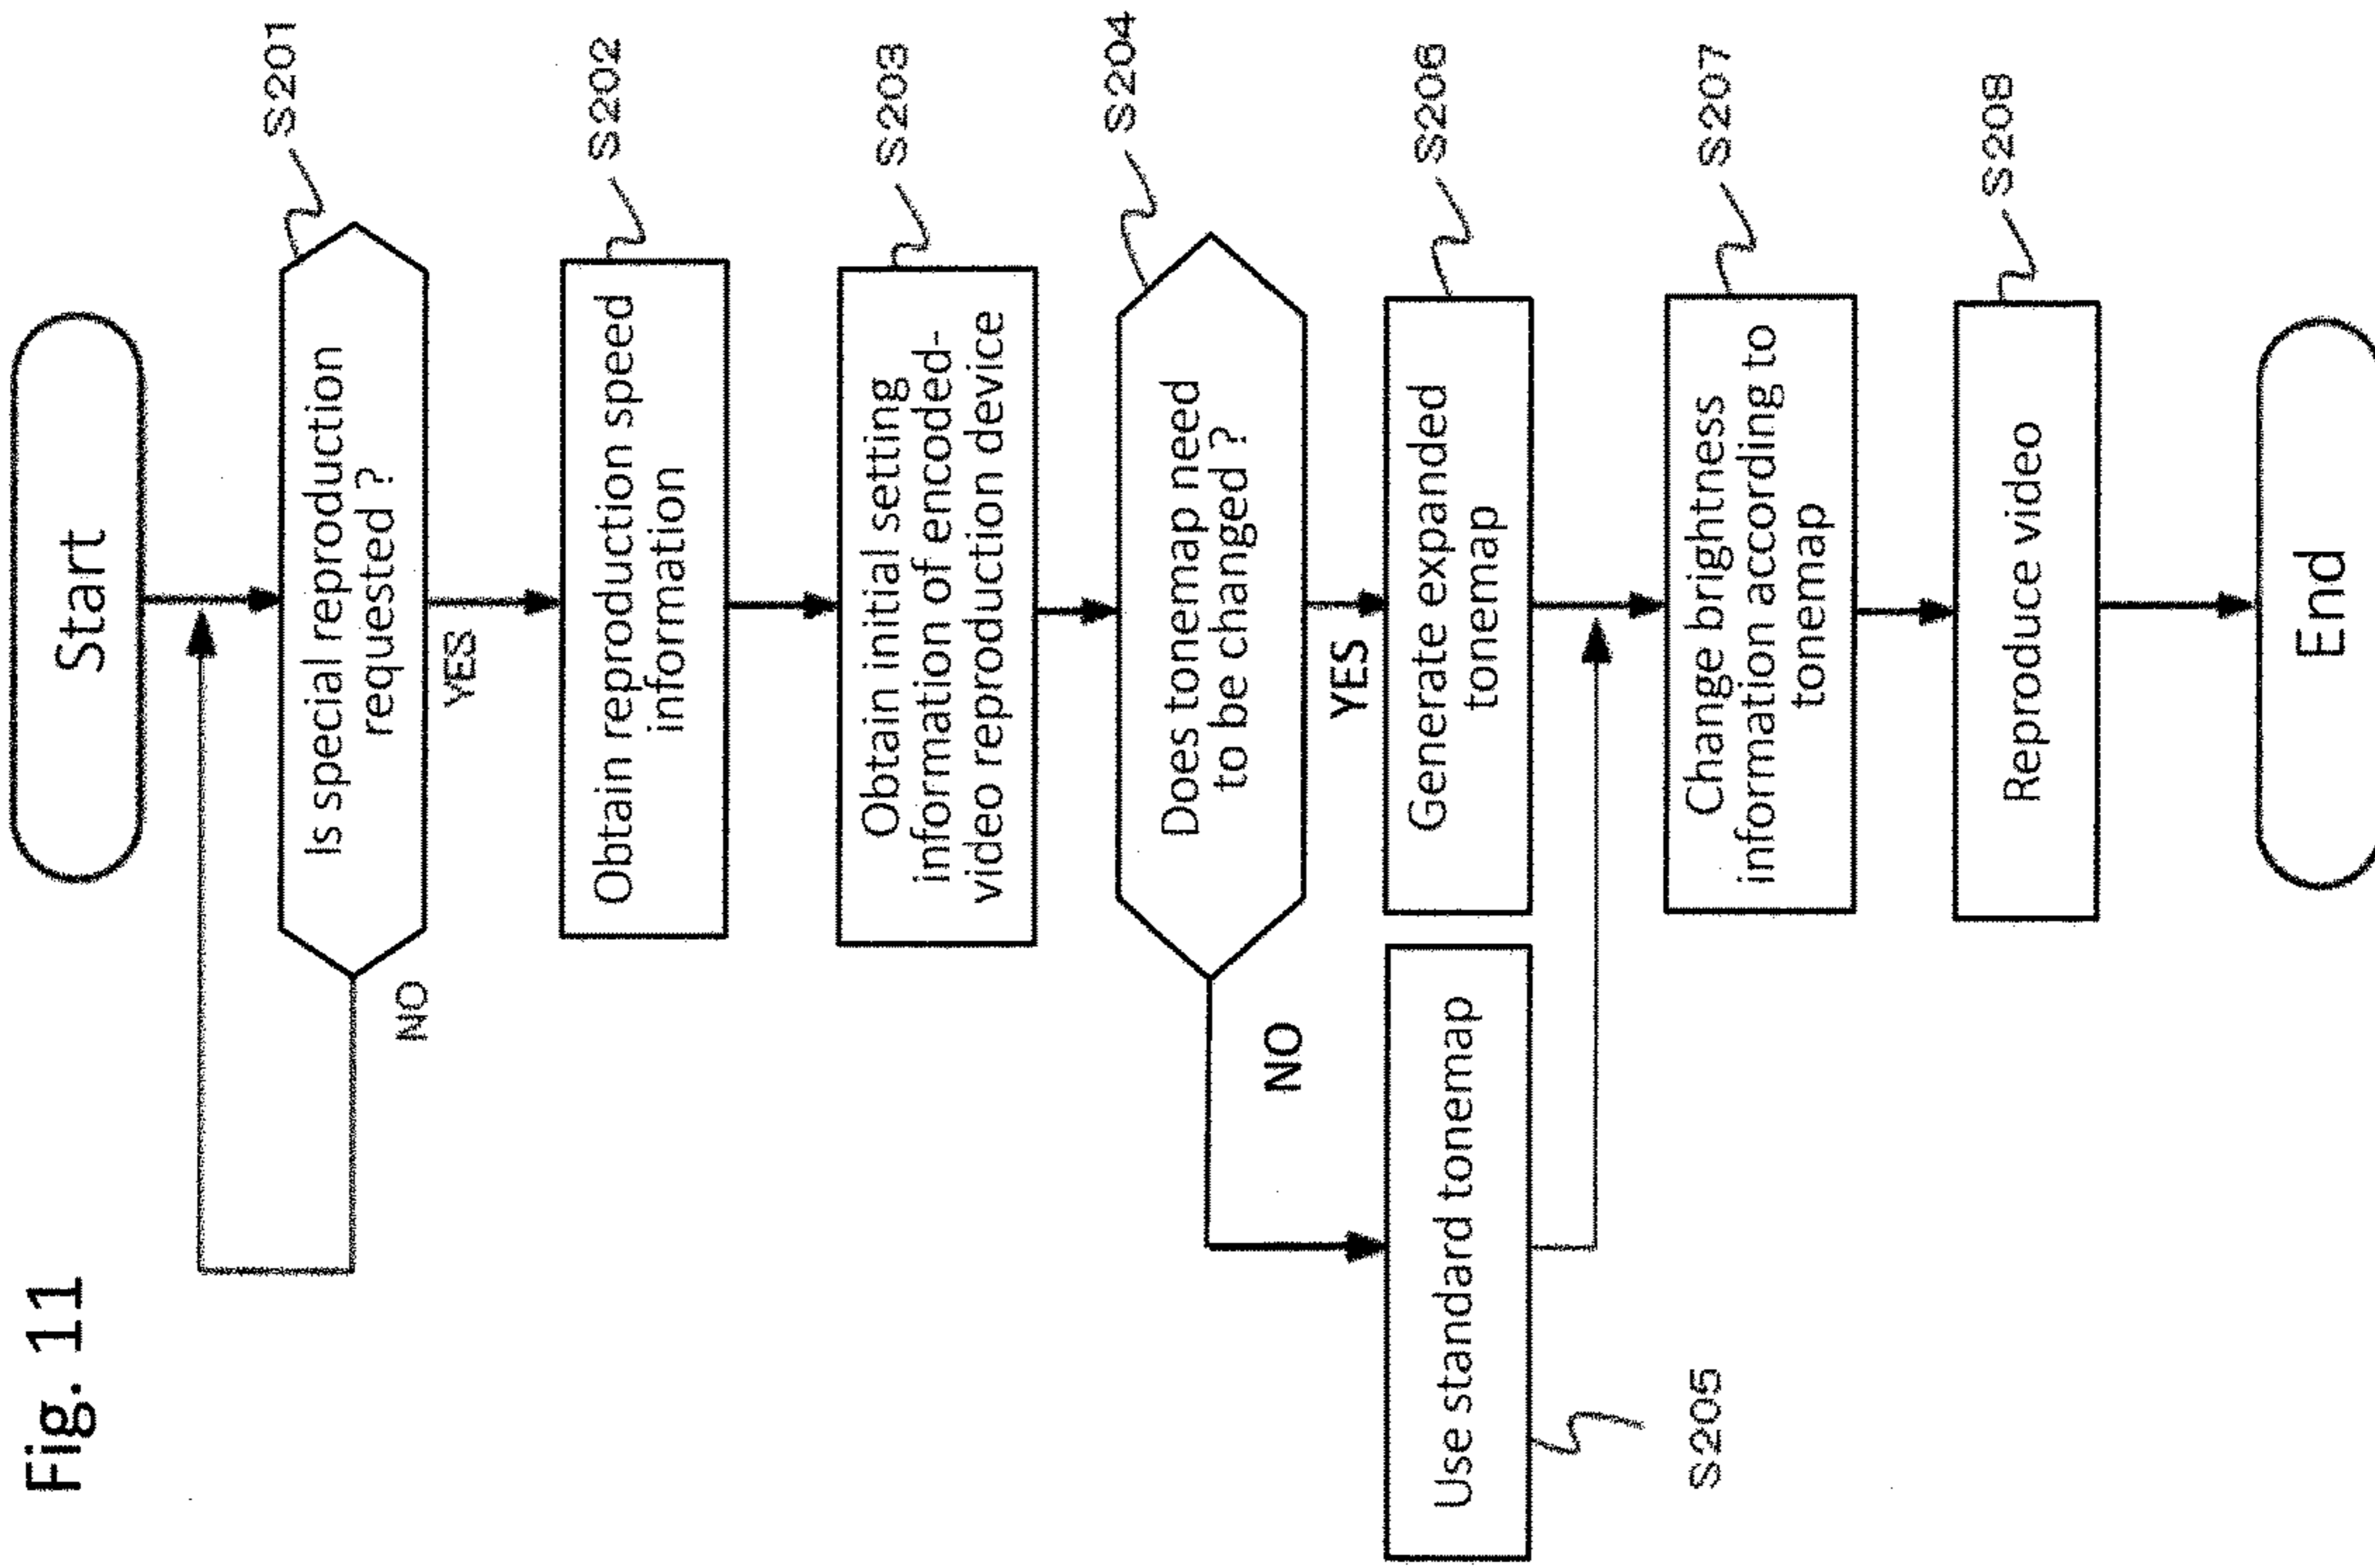 Fig. 11
Start
Is special reproduction
requested ?
S201
NO
YES
Obtain reproduction speed
information
S202
Obtain initial setting
information of encoded-
video reproduction device
S203
Does tonemap need
to be changed ?
S204
NO
YES
Use standard tonemap
S205
Generate expanded
tonemap
S206
Change brightness
information according to
tonemap
S207
Reproduce video
S208
End